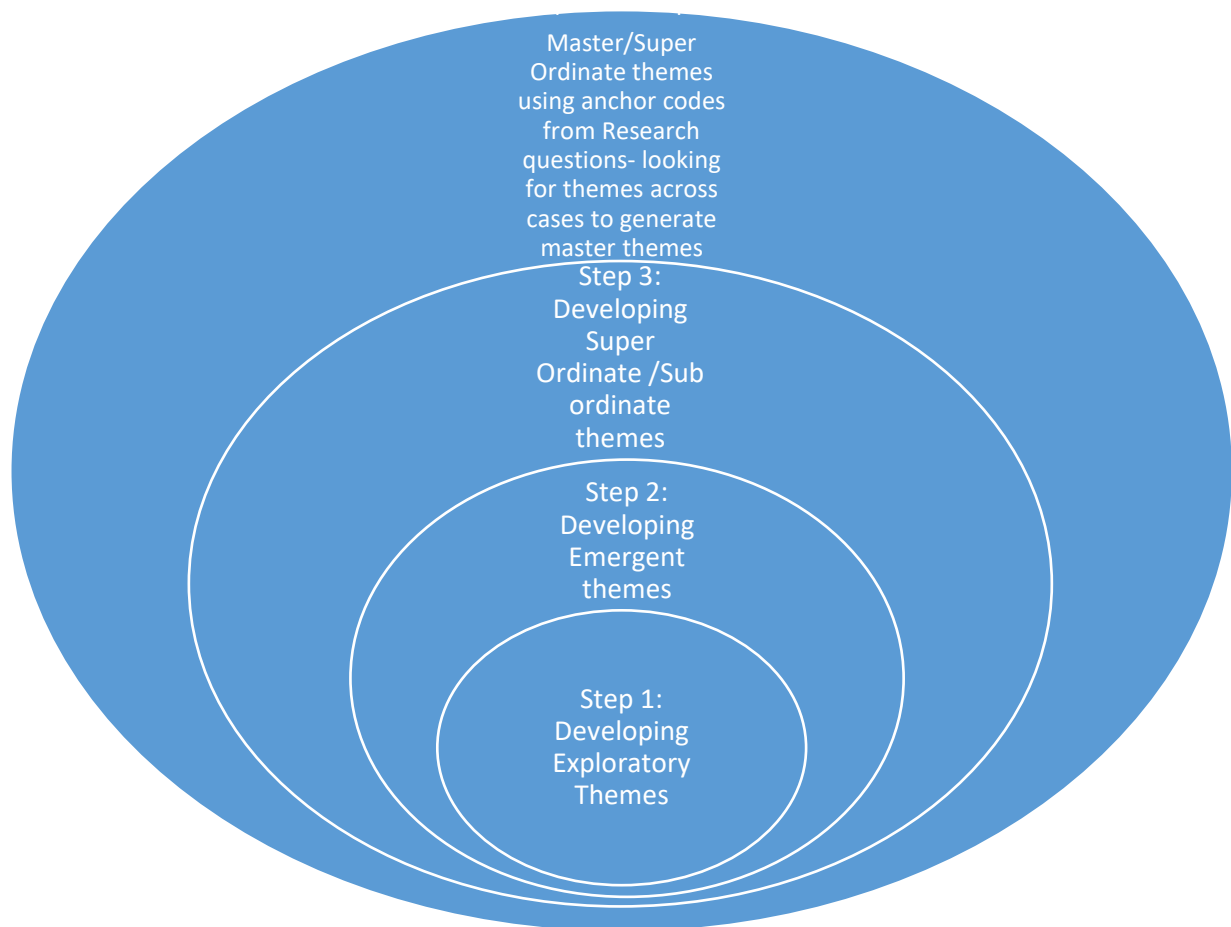 Master/Super
Ordinate themes
using anchor codes
from Research
questions- looking
for themes across
cases to generate
master themes
Step 3:
Developing
Super
Ordinate /Sub
ordinate
themes
Step 2:
Developing
Emergent
themes
Step 1:
Developing
Exploratory
Themes